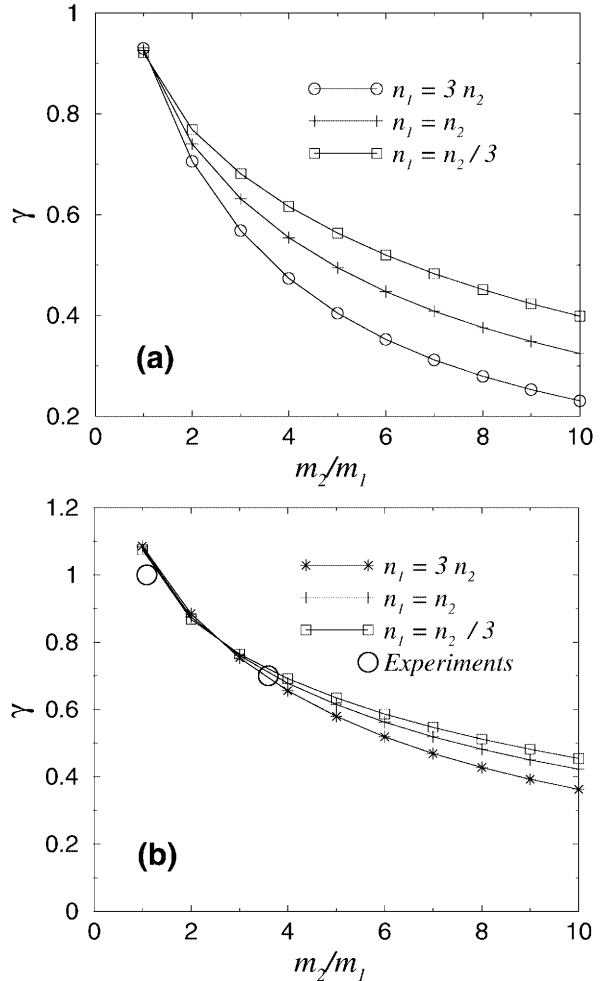 1
n₁ = 3 n₂
n₁ = n₂
n₁ = n₂ / 3
0.8
γ
0.6
0.4
(a)
0.2
0 2 4 6 8 10
m₂/m₁
1.2
n₁ = 3 n₂
1
n₁ = n₂
n₁ = n₂ / 3
0.8
Experiments
γ
0.6
0.4
(b)
0.2
0
0 2 4 6 8 10
m₂/m₁